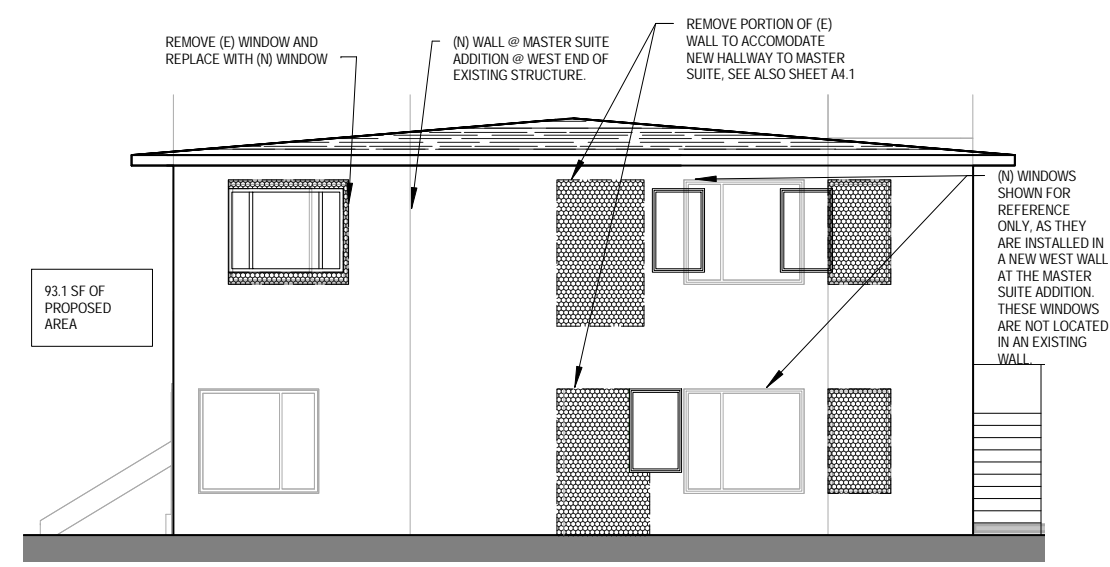 REMOVE (E) WINDOW AND
REPLACE WITH (N) WINDOW
(N) WALL @ MASTER SUITE
ADDITION @ WEST END OF
EXISTING STRUCTURE.
REMOVE PORTION OF (E)
WALL TO ACCOMODATE
NEW HALLWAY TO MASTER
SUITE, SEE ALSO SHEET A4.1
(N) WINDOWS
SHOWN FOR
REFERENCE
ONLY, AS THEY
ARE INSTALLED IN
A NEW WEST WALL
AT THE MASTER
SUITE ADDITION.
THESE WINDOWS
ARE NOT LOCATED
IN AN EXISTING
WALL.
93.1 SF OF
PROPOSED
AREA